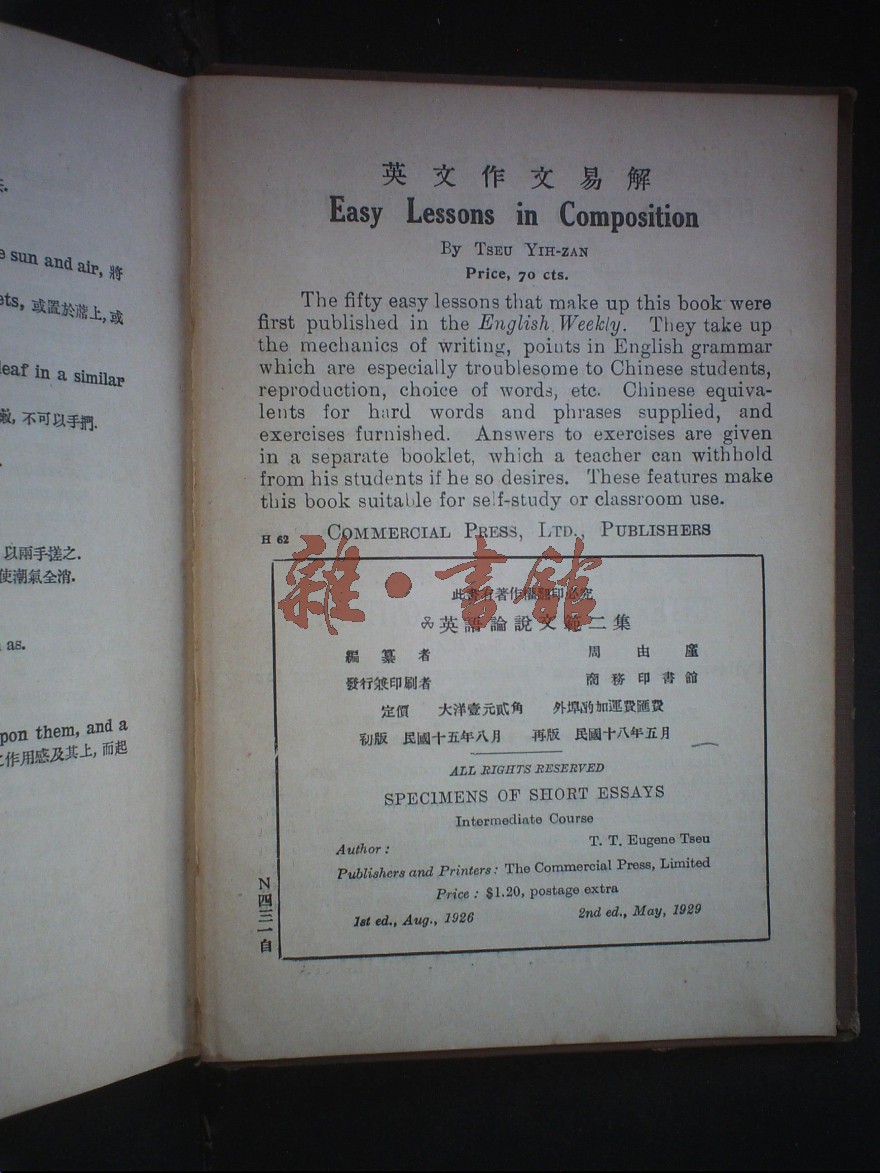 e sun and air, 將
ets, 或置於蓆上, 或
leaf in a similar
不可以手捫.
以兩手搓之.
使潮氣全消.
as.
pon them, and a
作用感及其上, 而起
英文作文易解
Easy Lessons in Composition
By TSEU YIH-ZAN
Price, 70 cts.
The fifty easy lessons that make up this book were
first published in the English Weekly. They take up
the mechanics of writing, points in English grammar
which are especially troublesome to Chinese students,
reproduction, choice of words, etc. Chinese equiva-
lents for hard words and phrases supplied, and
exercises furnished. Answers to exercises are given
in a separate booklet, which a teacher can withhold
from his students if he so desires. These features make
this book suitable for self-study or classroom use.
H 62 COMMERCIAL PRESS, LTD., PUBLISHERS
雜·書館
此書有著作權翻印必究
英語論說文範二集
編纂者 周由廑
發行兼印刷者 商務印書館
定價 大洋壹元貳角 外埠酌加運費匯費
初版 民國十五年八月 再版 民國十八年五月
ALL RIGHTS RESERVED
SPECIMENS OF SHORT ESSAYS
Intermediate Course
Author: T. T. Eugene Tseu
Publishers and Printers: The Commercial Press, Limited
Price: $1.20, postage extra
1st ed., Aug., 1926 2nd ed., May, 1929
N四三一自